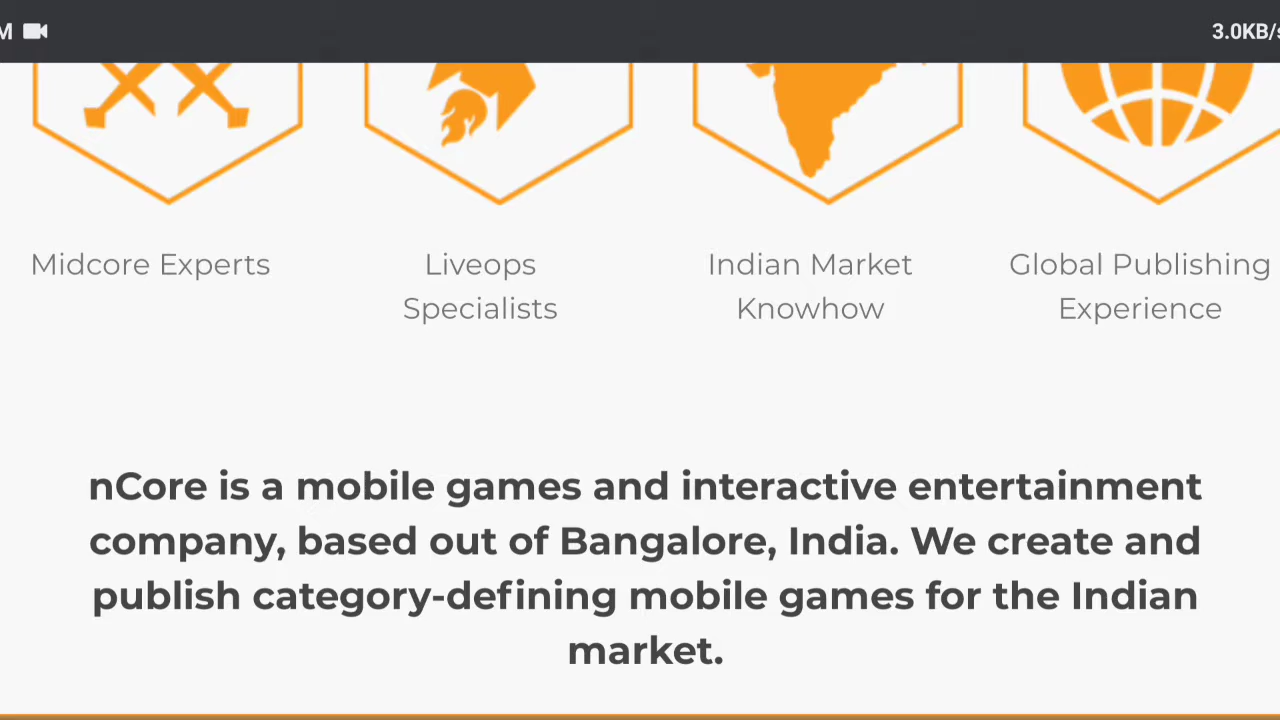 M
3.0KB/s
Midcore Experts
Liveops
Specialists
Indian Market
Knowhow
Global Publishing
Experience
nCore is a mobile games and interactive entertainment
company, based out of Bangalore, India. We create and
publish category-defining mobile games for the Indian
market.